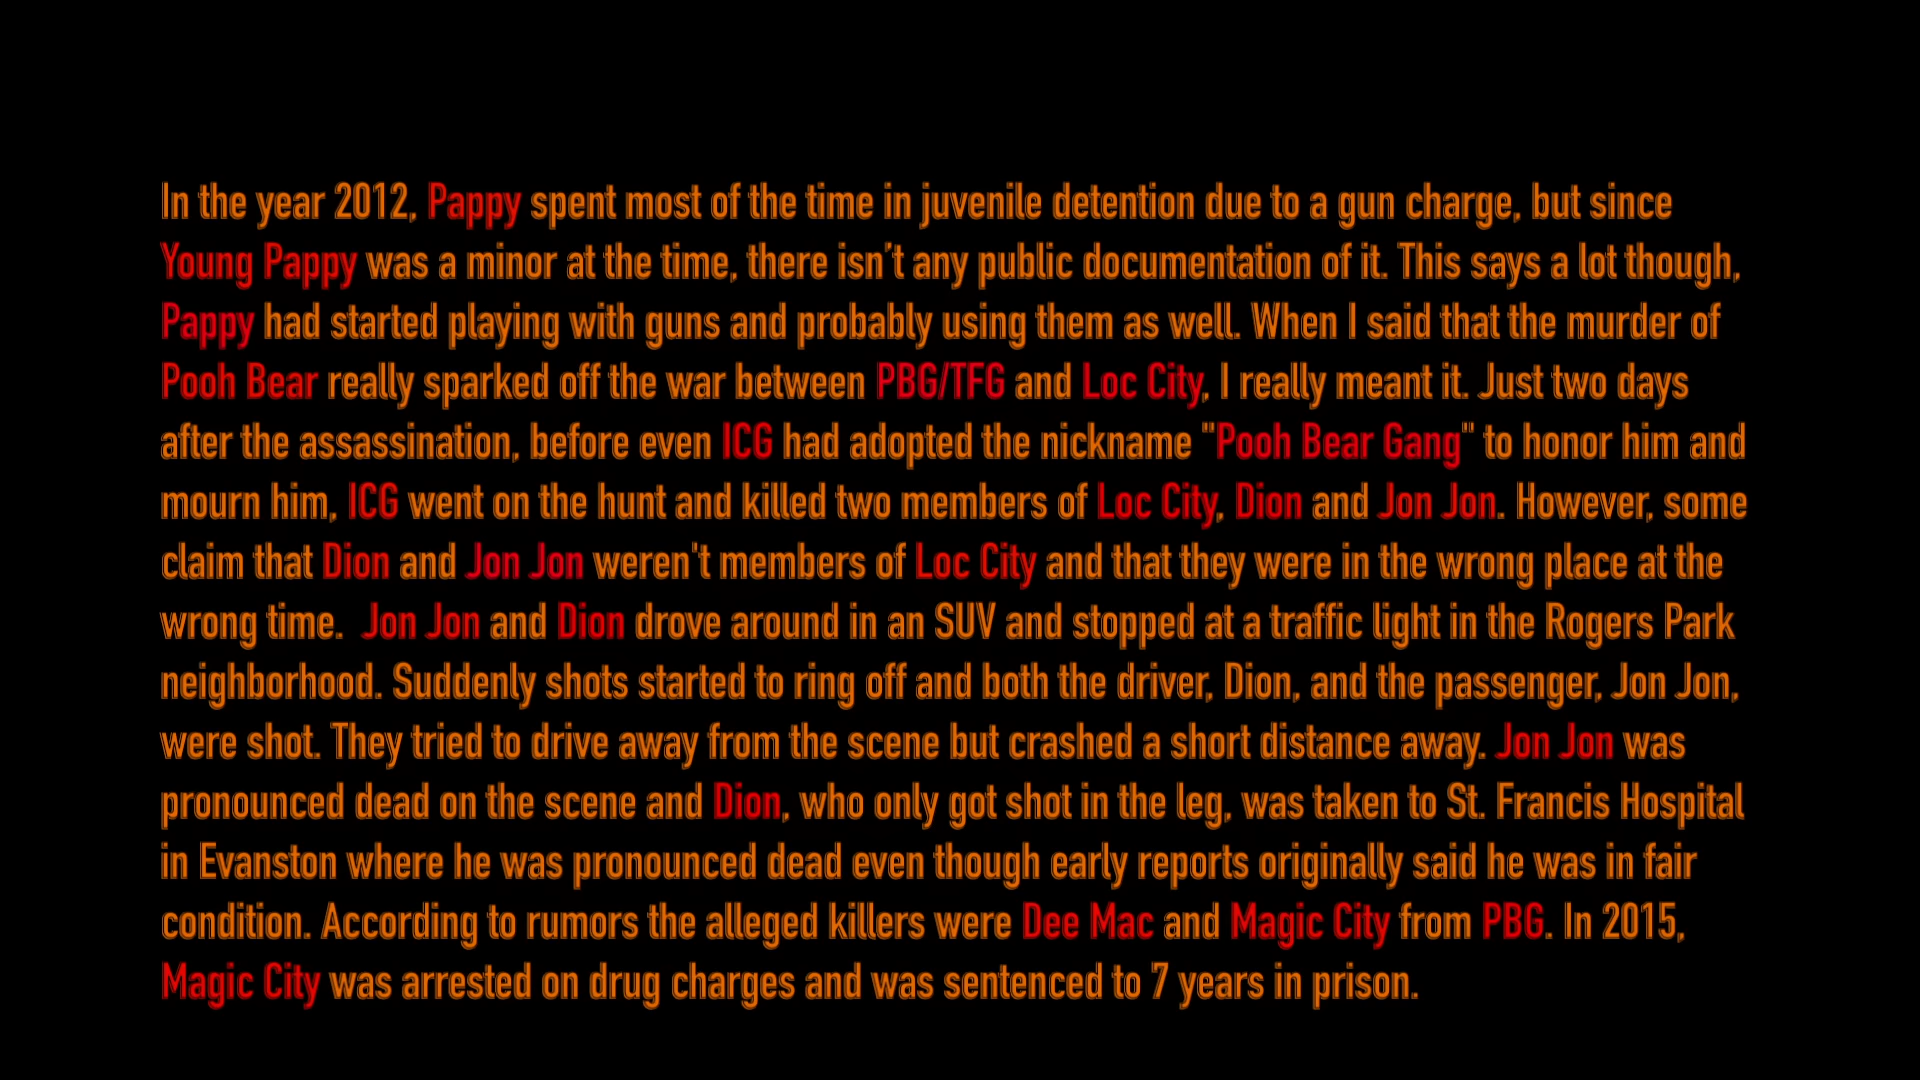 In the year 2012, Pappy spent most of the time in juvenile detention due to a gun charge, but since
Young Pappy was a minor at the time, there isn't any public documentation of it. This says a lot though,
Pappy had started playing with guns and probably using them as well. When I said that the murder of
Pooh Bear really sparked off the war between PBG/TFG and Loc City, I really meant it. Just two days
after the assassination, before even ICG had adopted the nickname "Pooh Bear Gang" to honor him and
mourn him, ICG went on the hunt and killed two members of Loc City, Dion and Jon Jon. However, some
claim that Dion and Jon Jon weren't members of Loc City and that they were in the wrong place at the
wrong time.  Jon Jon and Dion drove around in an SUV and stopped at a traffic light in the Rogers Park
neighborhood. Suddenly shots started to ring off and both the driver, Dion, and the passenger, Jon Jon,
were shot. They tried to drive away from the scene but crashed a short distance away. Jon Jon was
pronounced dead on the scene and Dion, who only got shot in the leg, was taken to St. Francis Hospital
in Evanston where he was pronounced dead even though early reports originally said he was in fair
condition. According to rumors the alleged killers were Dee Mac and Magic City from PBG. In 2015,
Magic City was arrested on drug charges and was sentenced to 7 years in prison.